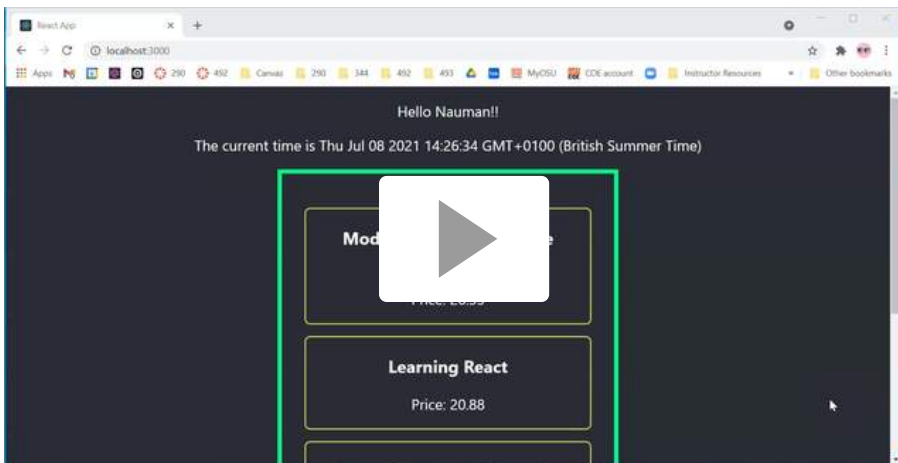 React App
localhost:3000
Apps 290 492 Canvas 290 344 492 493 MyOSU COE account Instructor Resources » Other bookmarks
Hello Nauman!!
The current time is Thu Jul 08 2021 14:26:34 GMT+0100 (British Summer Time)
Learning React
Price: 20.88